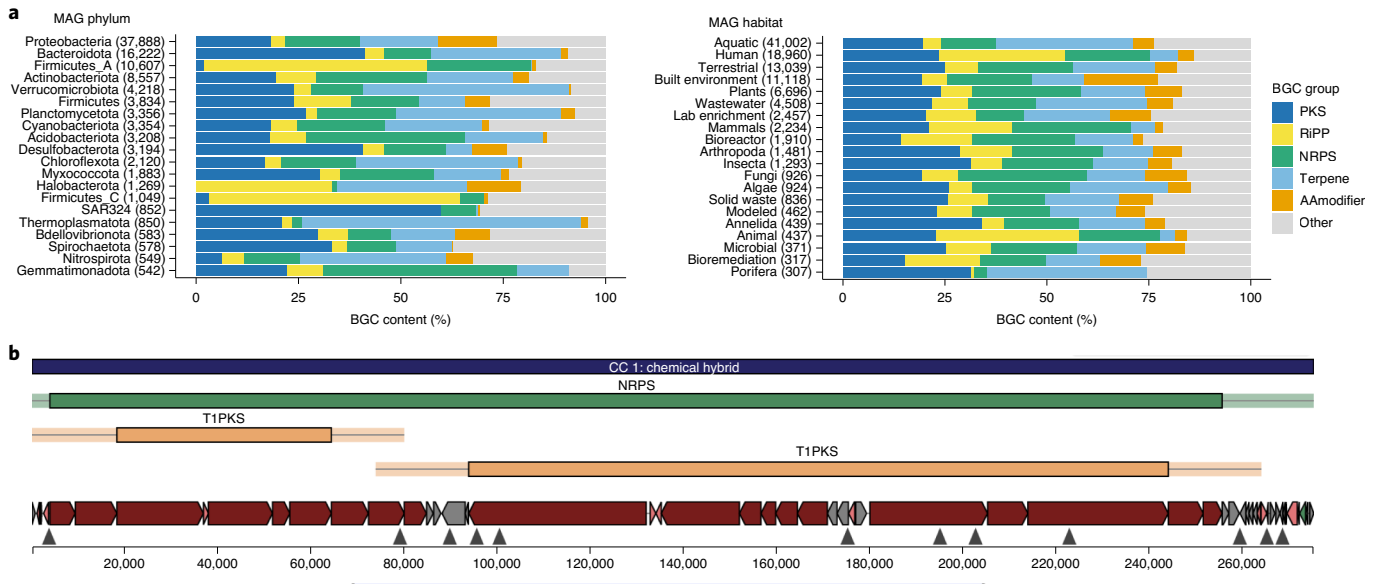 a
MAG phylum
Proteobacteria (37,888)
Bacteroidota (16,222)
Firmicutes_A (10,607)
Actinobacteriota (8,557)
Verrucomicrobiota (4,218)
Firmicutes (3,834)
Planctomycetota (3,356)
Cyanobacteriota (3,354)
Acidobacteriota (3,208)
Desulfobacterota (3,194)
Chloroflexota (2,120)
Myxococcota (1,883)
Halobacterota (1,269)
Firmicutes_C (1,049)
SAR324 (852)
Thermoplasmatota (850)
Bdellovibrionota (583)
Spirochaetota (578)
Nitrospirota (549)
Gemmatimonadota (542)
0 25 50 75 100
BGC content (%)
MAG habitat
Aquatic (41,002)
Human (18,960)
Terrestrial (13,039)
Built environment (11,118)
Plants (6,696)
Wastewater (4,508)
Lab enrichment (2,457)
Mammals (2,234)
Bioreactor (1,910)
Arthropoda (1,481)
Insecta (1,293)
Fungi (926)
Algae (924)
Solid waste (836)
Modeled (462)
Annelida (439)
Animal (437)
Microbial (371)
Bioremediation (317)
Porifera (307)
0 25 50 75 100
BGC content (%)
BGC group
PKS
RiPP
NRPS
Terpene
AAmodifier
Other
b
CC 1: chemical hybrid
NRPS
T1PKS
T1PKS
20,000 40,000 60,000 80,000 100,000 120,000 140,000 160,000 180,000 200,000 220,000 240,000 260,000